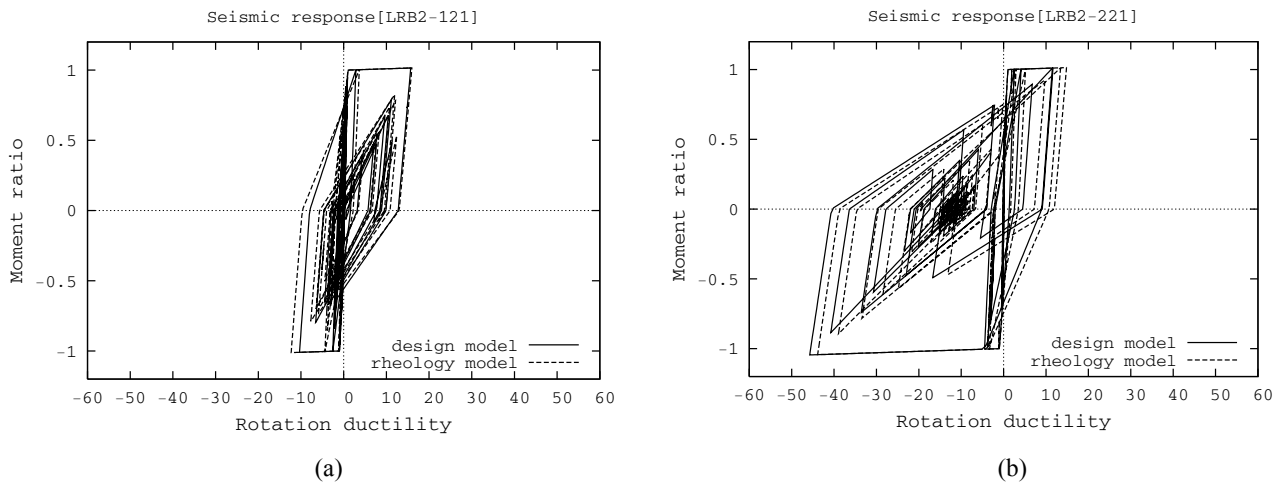 Seismic response[LRB2-121]
1
0.5
0
-0.5
-1
Moment ratio
design model
rheology model
-60 -50 -40 -30 -20 -10 0 10 20 30 40 50 60
Rotation ductility
(a)
Seismic response[LRB2-221]
1
0.5
0
-0.5
-1
Moment ratio
design model
rheology model
-60 -50 -40 -30 -20 -10 0 10 20 30 40 50 60
Rotation ductility
(b)